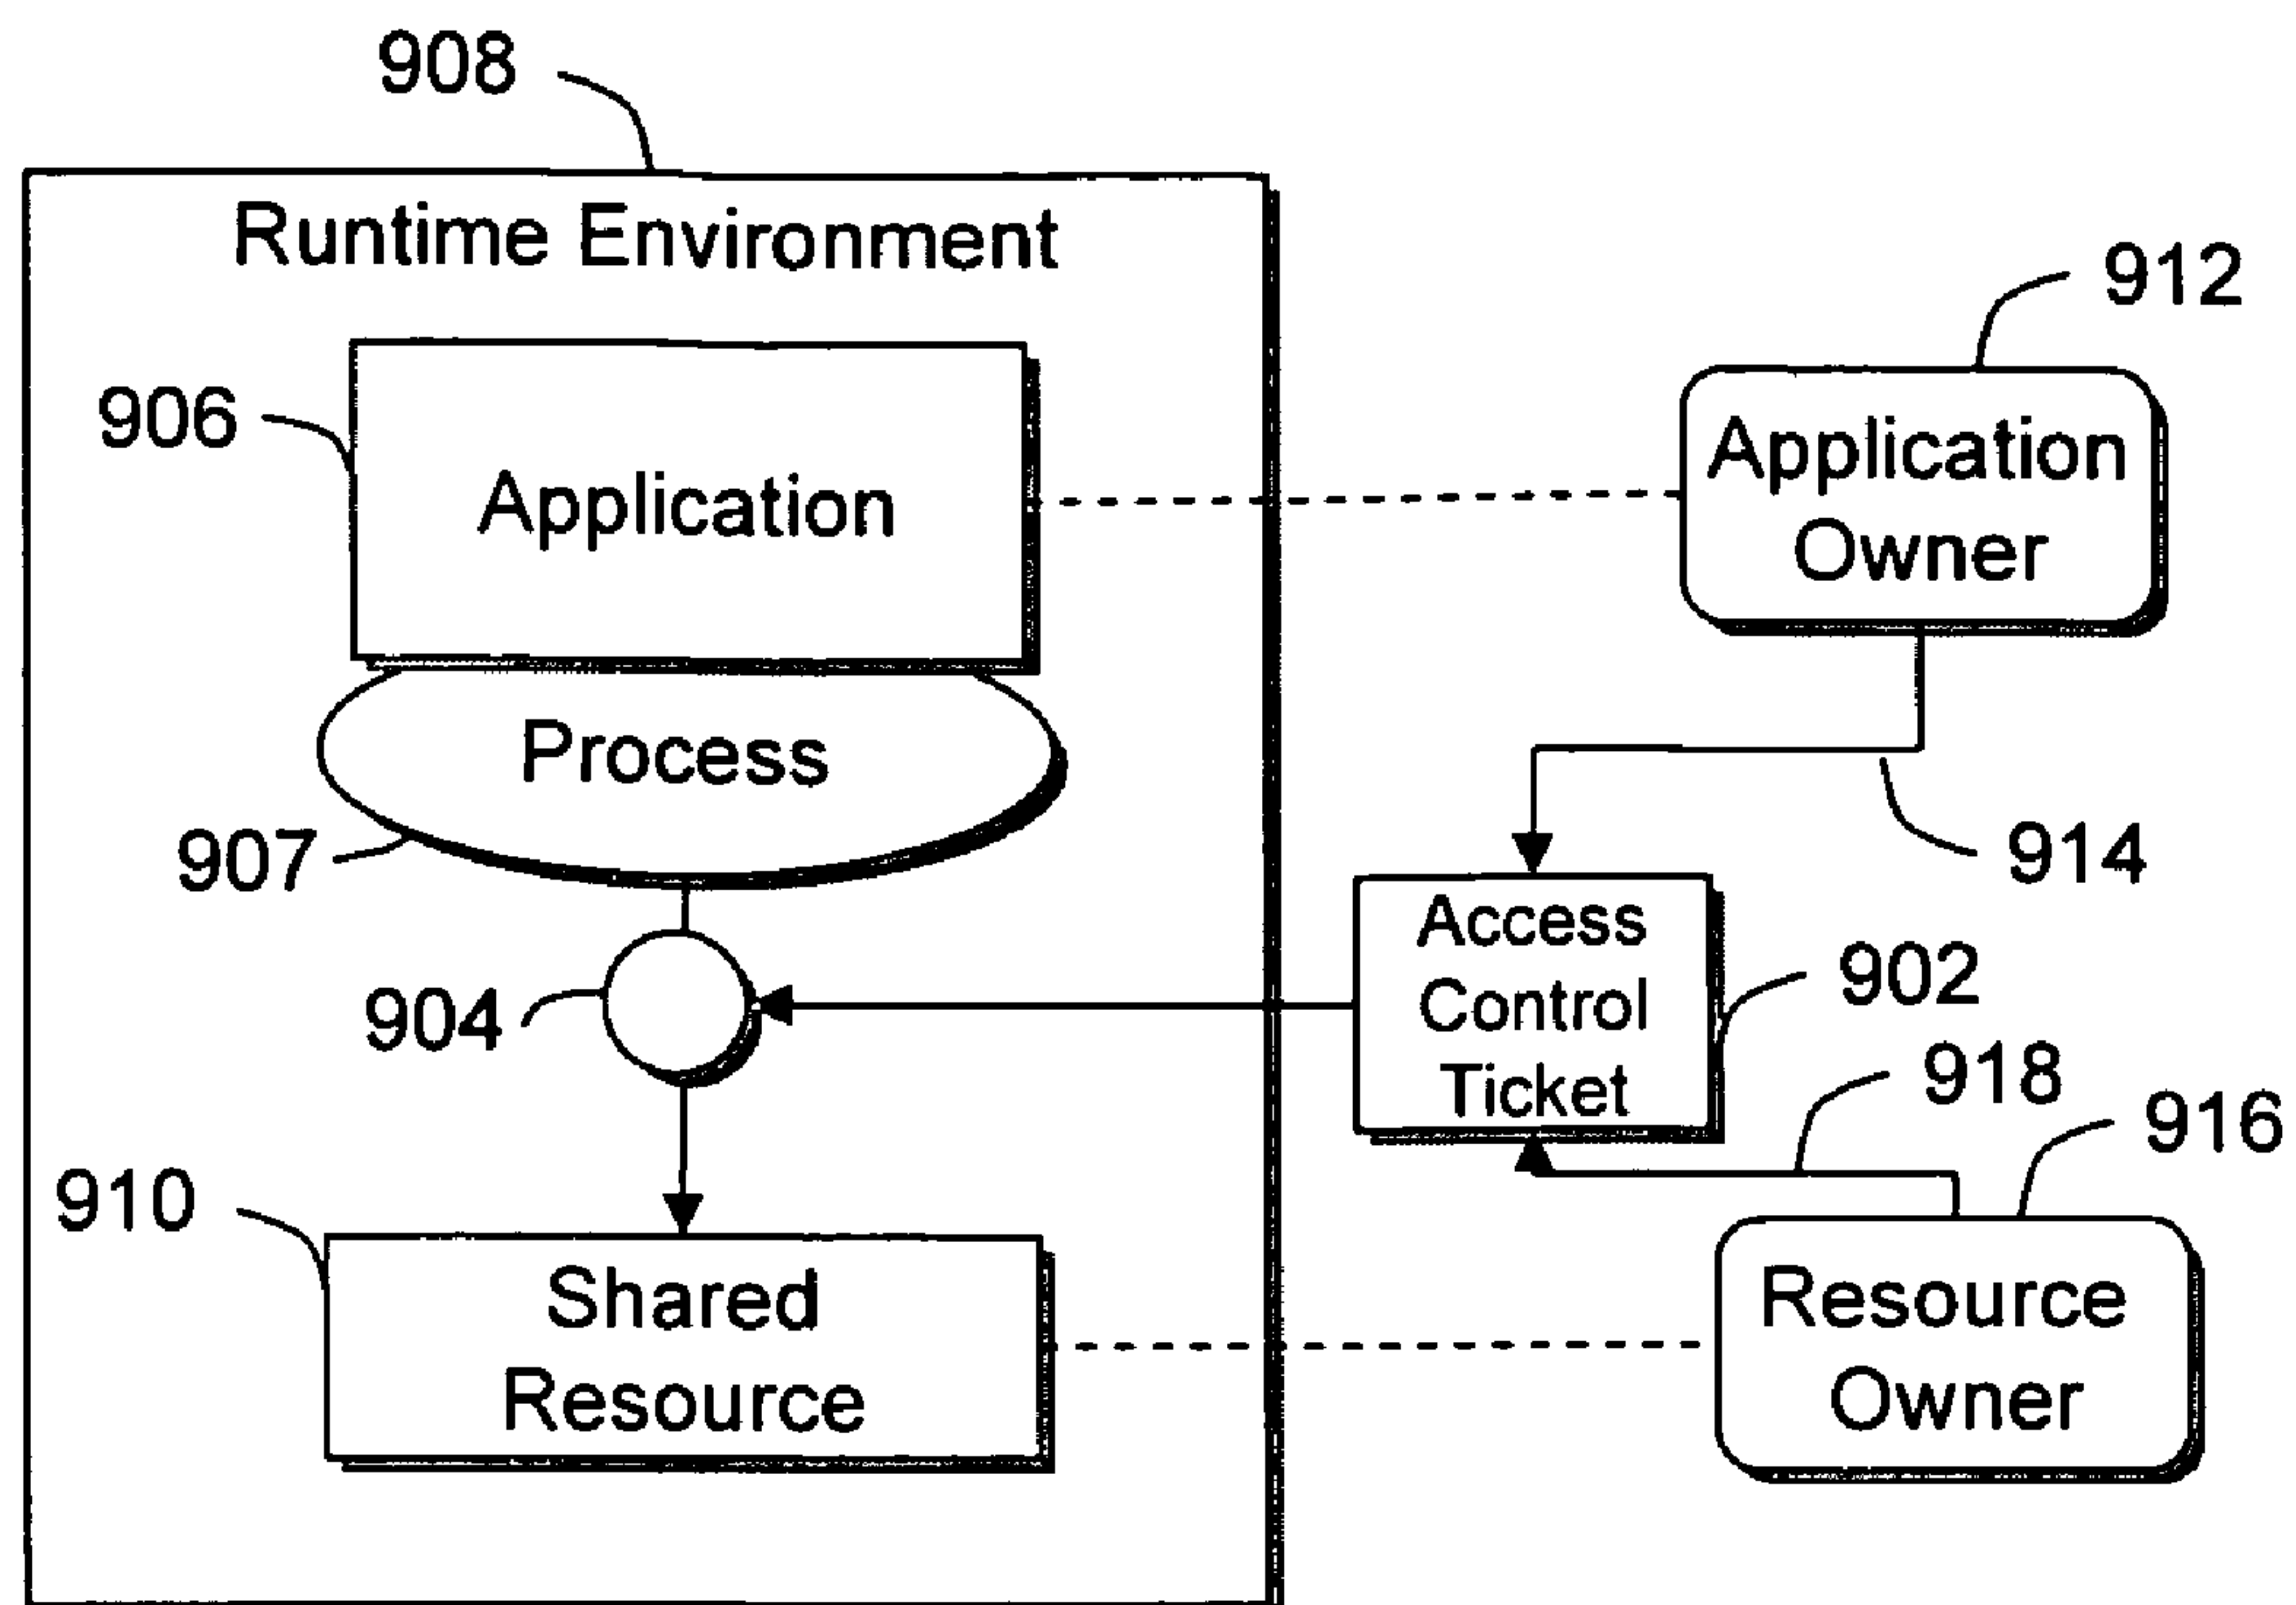 908
Runtime Environment
912
906
Application
Application
Owner
Process
907
914
Access
Control
Ticket
902
904
918
916
910
Shared
Resource
Resource
Owner